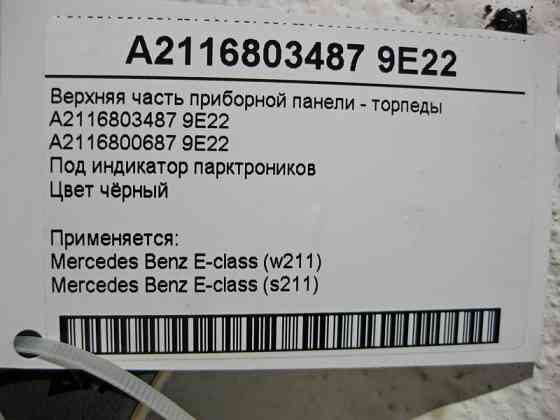 A2116803487 9E22
Верхняя часть приборной панели - торпеды
A2116803487 9E22
A2116800687 9E22
Под индикатор парктроников
Цвет чёрный
Применяется:
Mercedes Benz E-class (w211)
Mercedes Benz E-class (s211)